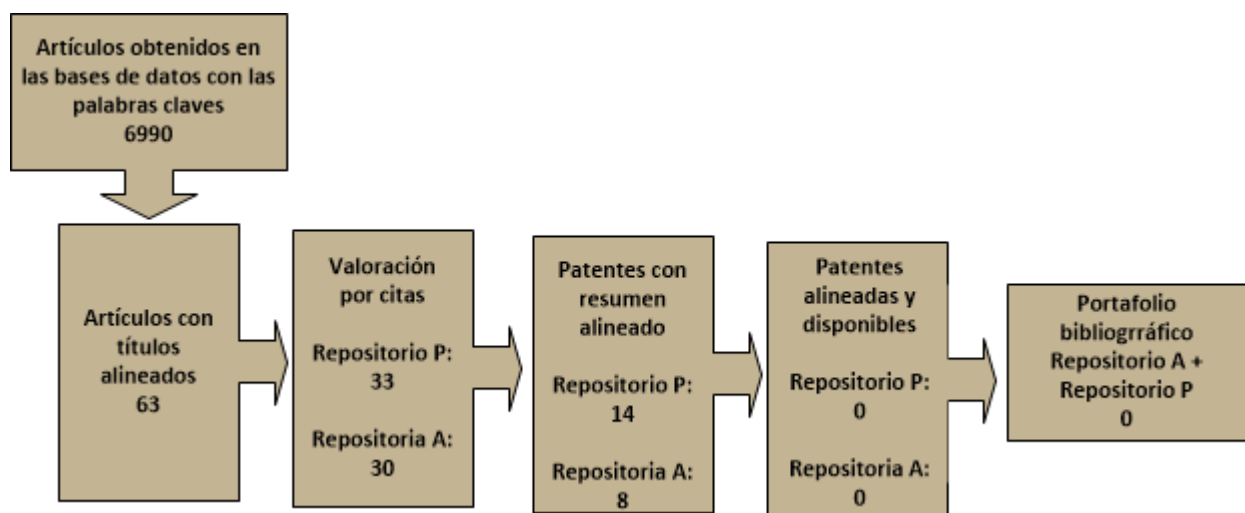 Artículos obtenidos en
las bases de datos con las
palabras claves
6990
Artículos con
títulos
alineados
63
Valoración
por citas
Repositorio P:
33
Repositoria A:
30
Patentes con
resumen
alineado
Repositorio P:
14
Repositoria A:
8
Patentes
alineadas y
disponibles
Repositorio P:
0
Repositoria A:
0
Portafolio
bibliogrráfico
Repositorio A +
Repositorio P
0